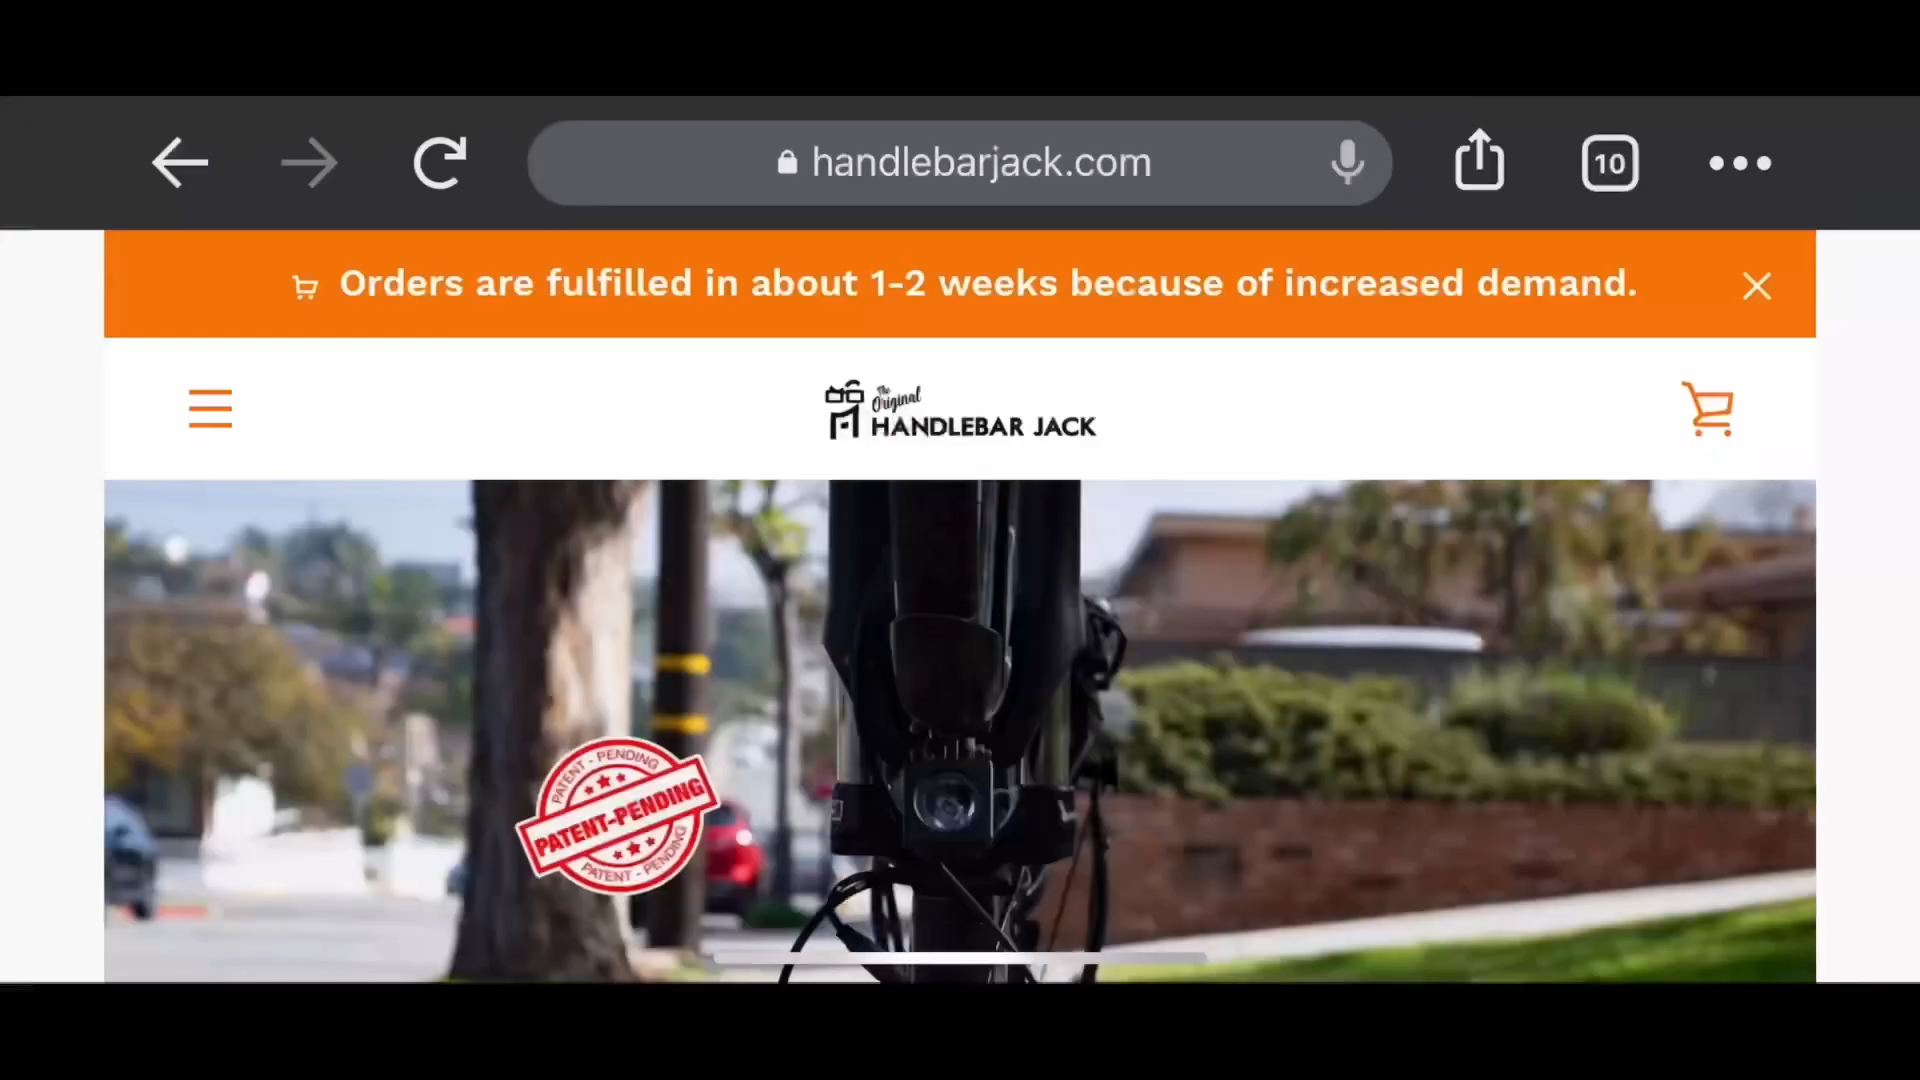 handlebarjack.com
10
Orders are fulfilled in about 1-2 weeks because of increased demand.
The
Original
HANDLEBAR JACK
PATENT - PENDING
PATENT-PENDING
PATENT - PENDING